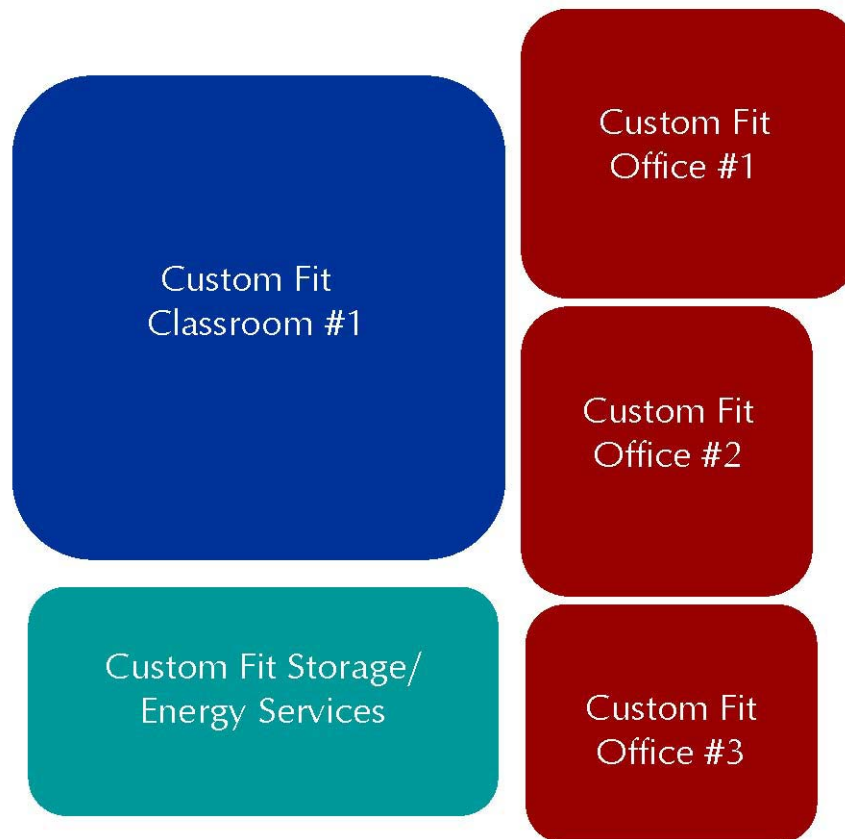 Custom Fit
Classroom #1
Custom Fit Storage/
Energy Services
Custom Fit
Office #1
Custom Fit
Office #2
Custom Fit
Office #3